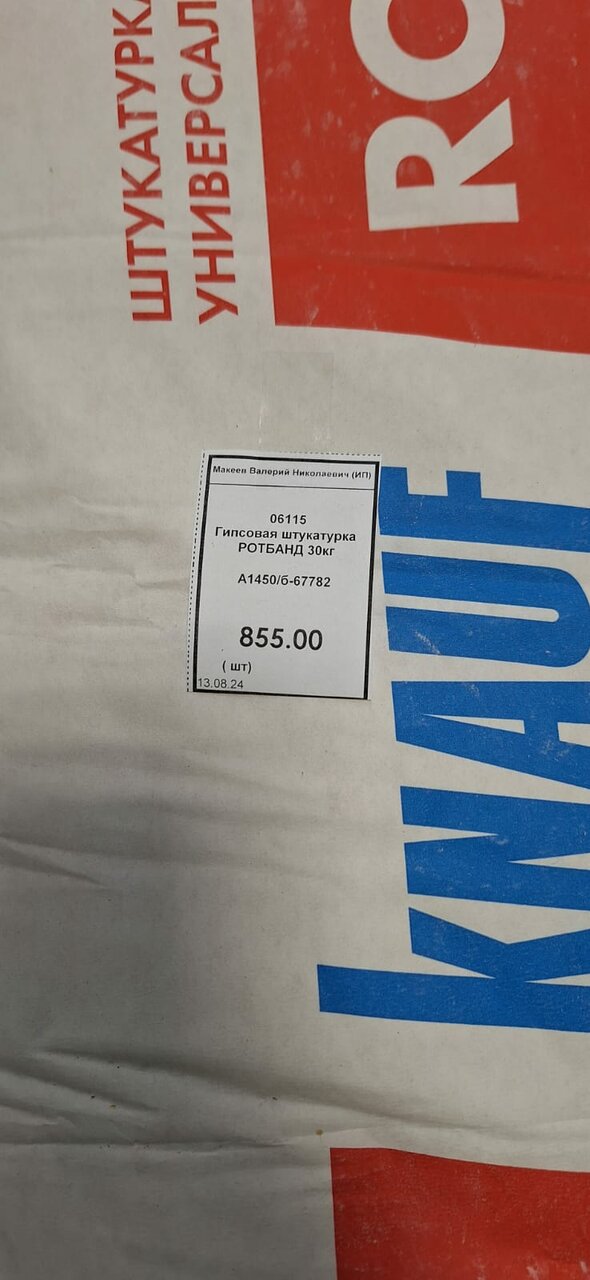 ШТУКАТУРКА
УНИВЕРСАЛ
RO
Макеев Валерий Николаевич (ИП)
06115
Гипсовая штукатурка
РОТБАНД 30кг
А1450/б-67782
855.00
( шт)
13.08.24
KNAUF